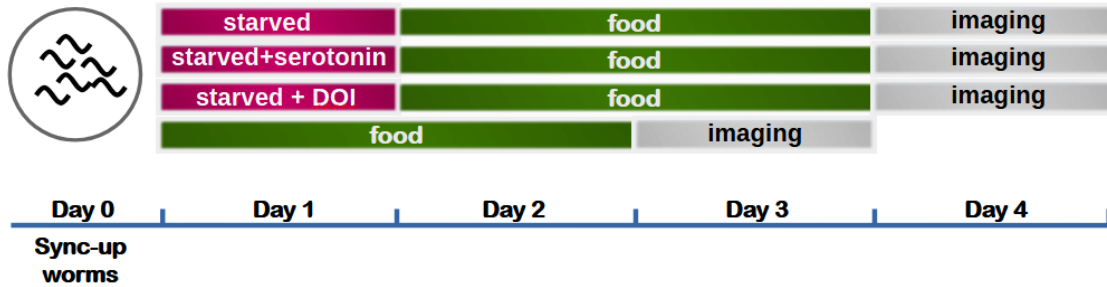 starved food imaging
starved+serotonin food imaging
starved + DOI food imaging
food imaging
Day 0 Day 1 Day 2 Day 3 Day 4
Sync-up
worms